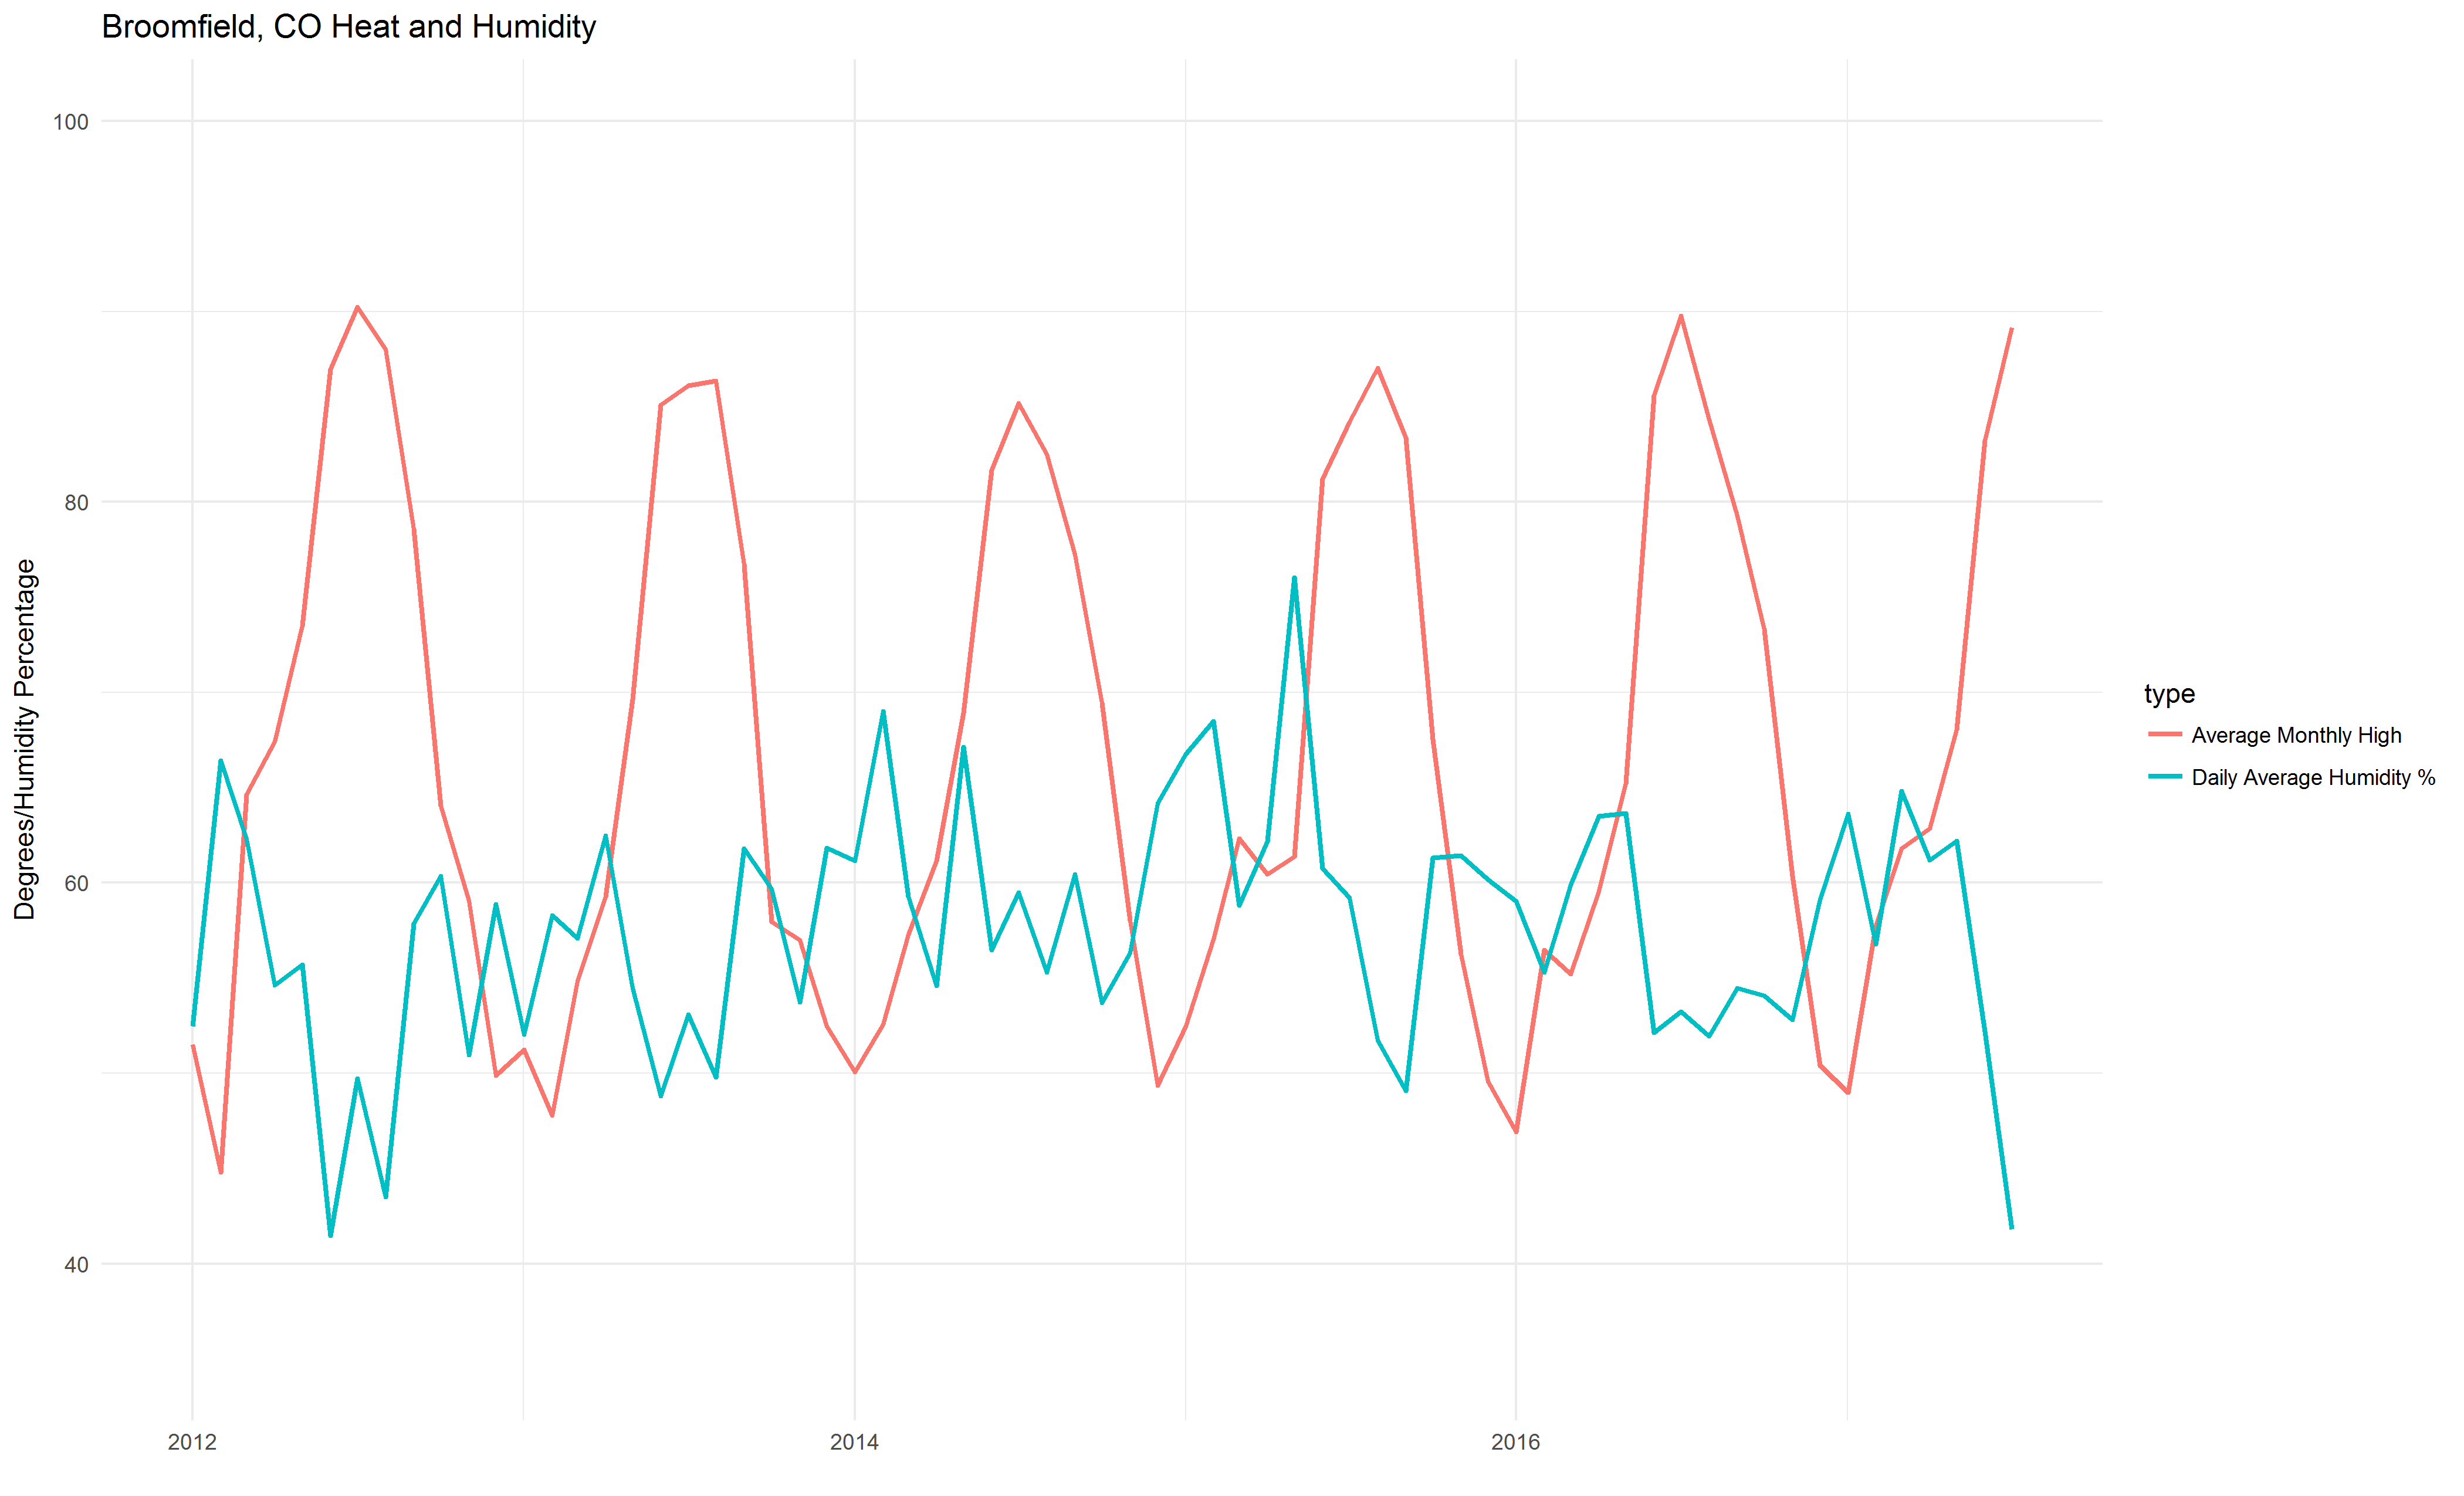 Broomfield, CO Heat and Humidity
Degrees/Humidity Percentage
100
80
60
40
2012
2014
2016
type
Average Monthly High
Daily Average Humidity %